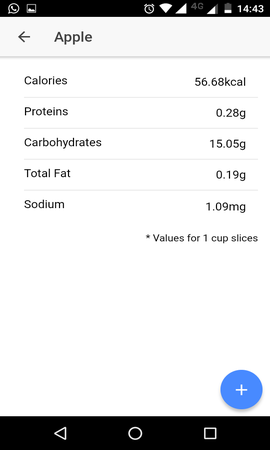 4G 14:43
Apple
Calories 56.68kcal
Proteins 0.28g
Carbohydrates 15.05g
Total Fat 0.19g
Sodium 1.09mg
* Values for 1 cup slices
+